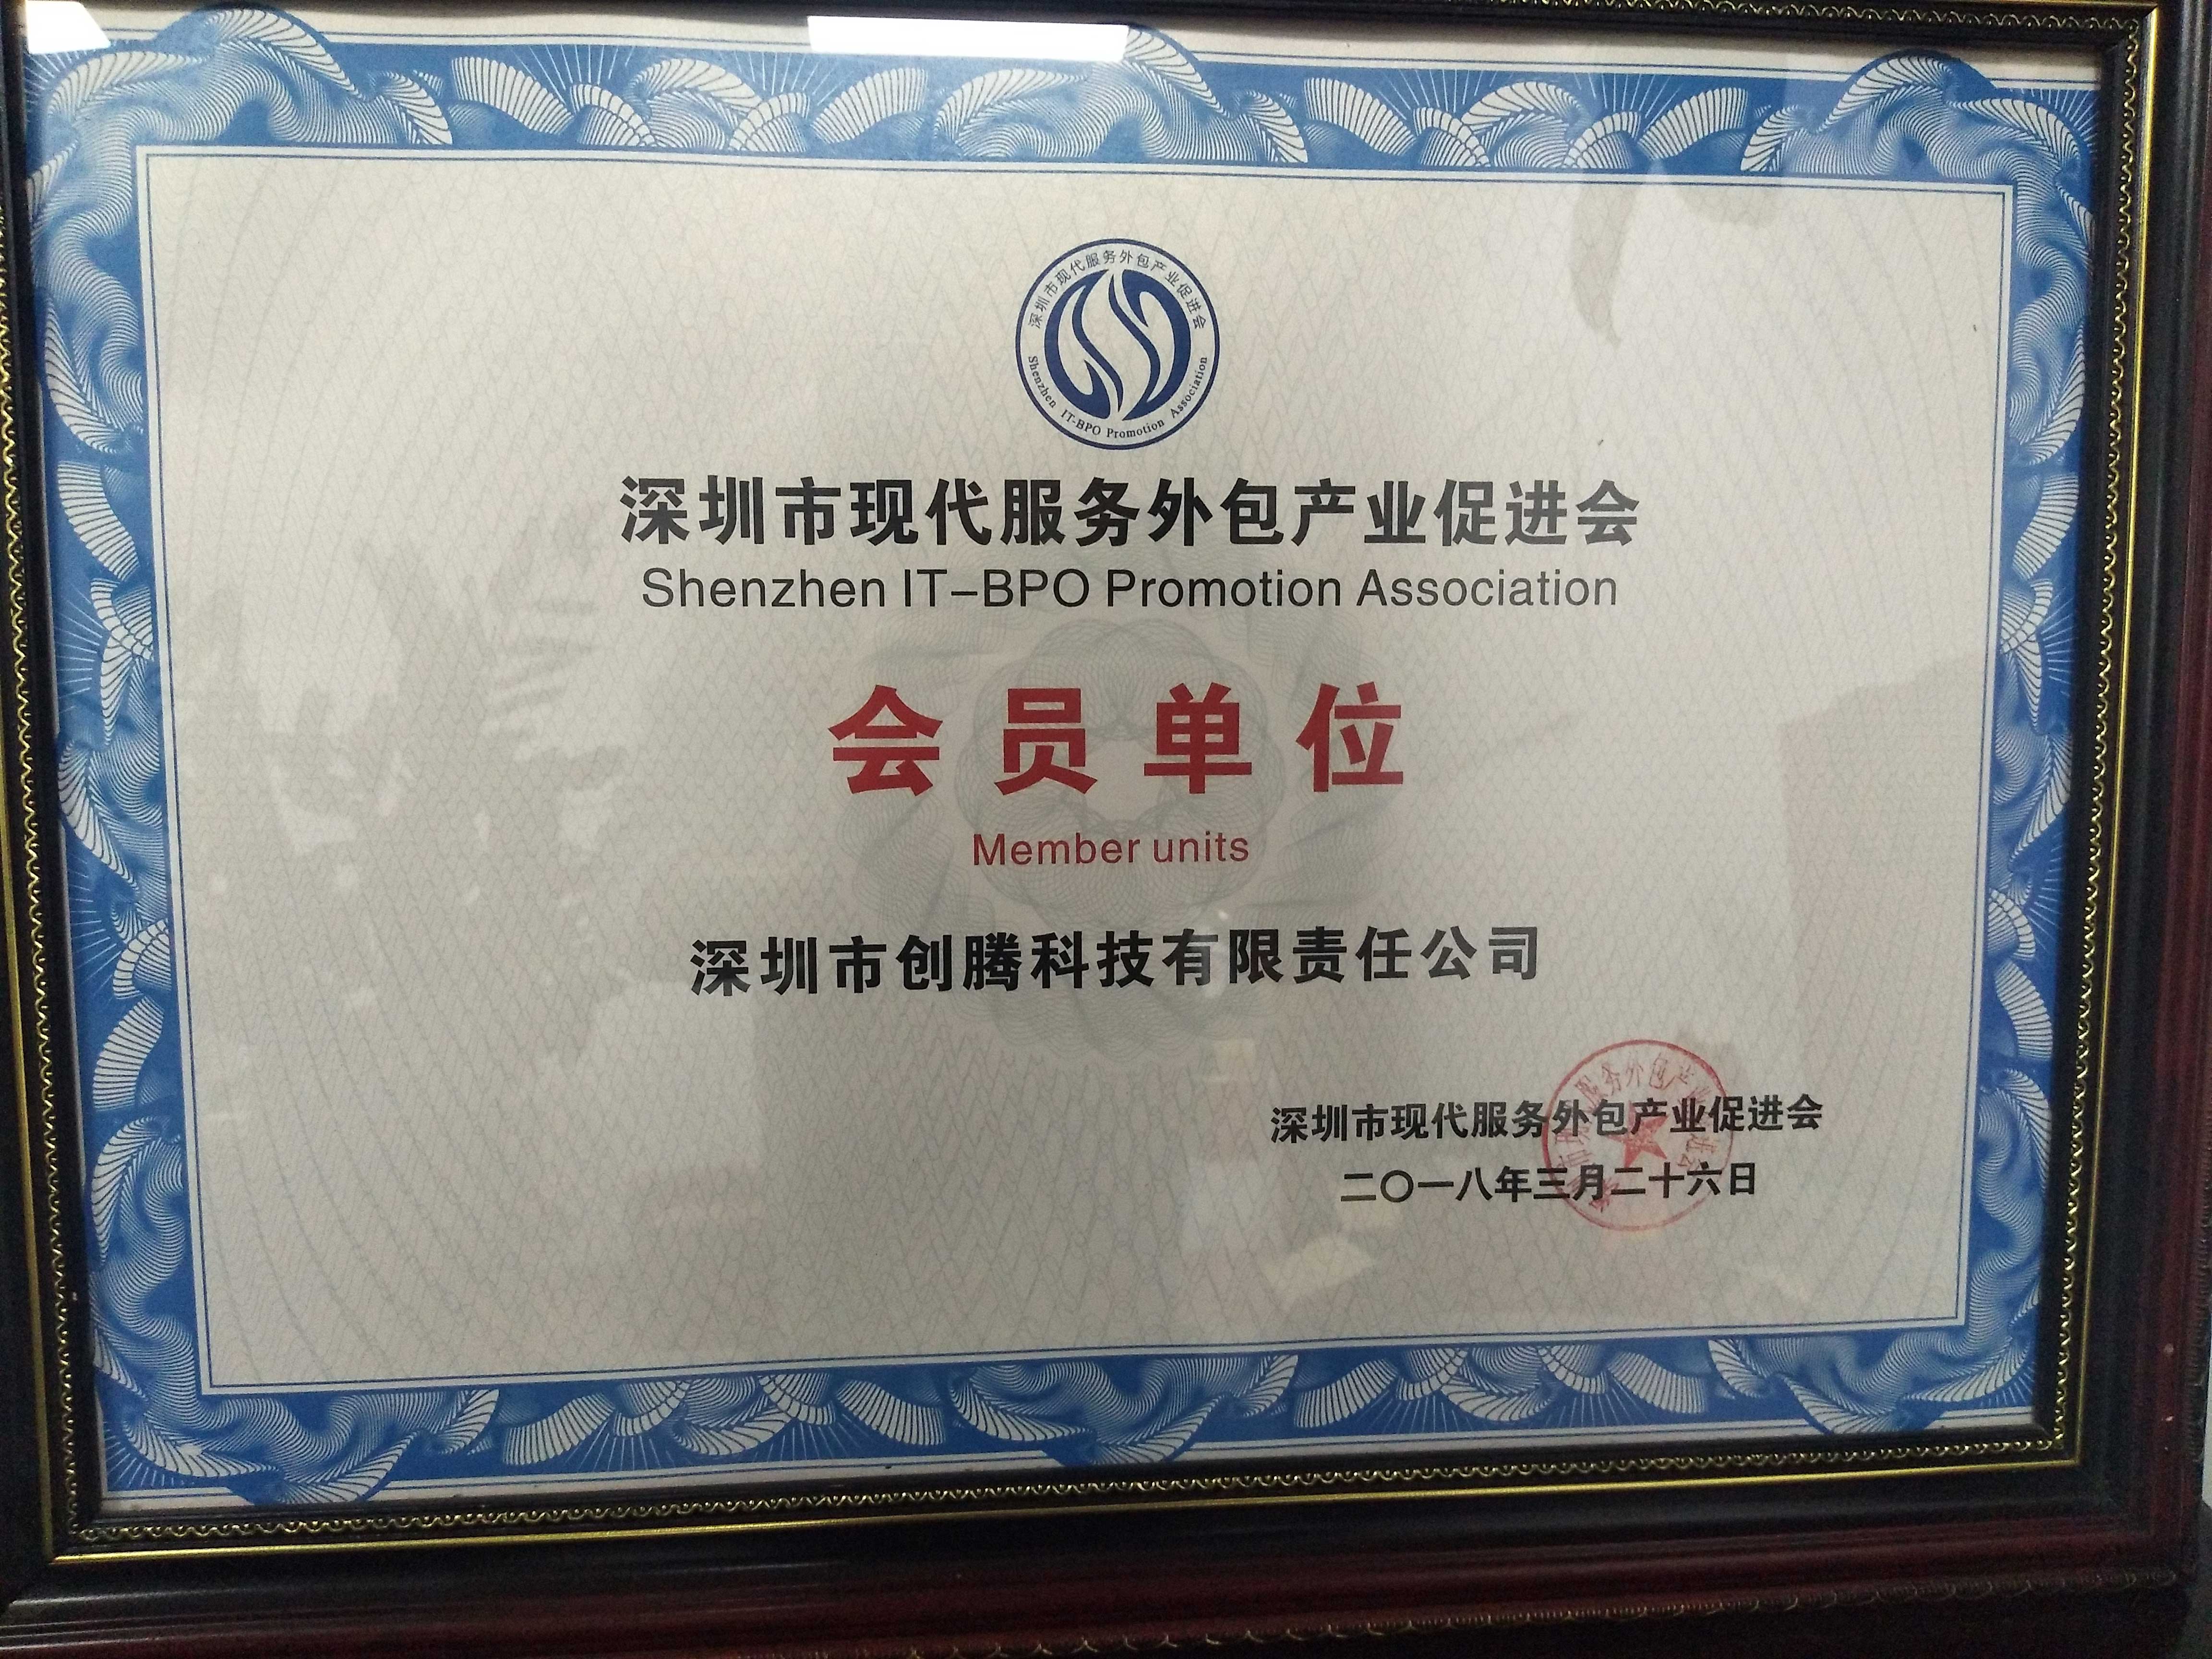 深圳市现代服务外包产业促进会
Shenzhen IT-BPO Promotion Association
深圳市现代服务外包产业促进会
Shenzhen IT-BPO Promotion Association
会员单位
Member units
深圳市创腾科技有限责任公司
深圳市现代服务外包产业促进会
二〇一八年三月二十六日